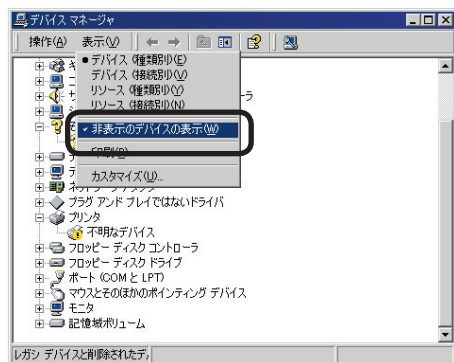 デバイス マネージャ
操作(A) 表示(V)
デバイス (種類別)(E)
デバイス (接続別)(V)
リソース (種類別)(R)
リソース (接続別)(N)
非表示のデバイスの表示(W)
印刷(P)
カスタマイズ(U)...
プラグ アンド プレイではないドライバ
プリンタ
不明なデバイス
フロッピー ディスク コントローラ
フロッピー ディスク ドライブ
ポート (COM と LPT)
マウスとそのほかのポインティング デバイス
モニタ
記憶域ボリューム
レガシ デバイスと削除されたデ